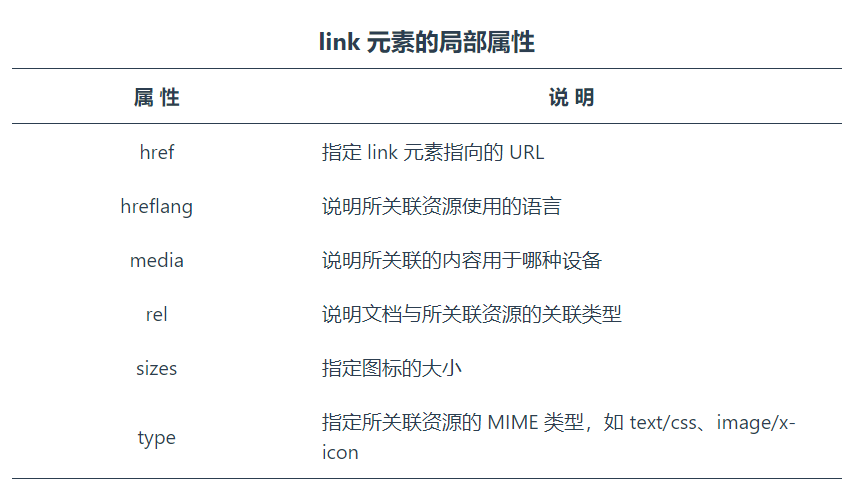 link 元素的局部属性
属 性 说 明
href 指定 link 元素指向的 URL
hreflang 说明所关联资源使用的语言
media 说明所关联的内容用于哪种设备
rel 说明文档与所关联资源的关联类型
sizes 指定图标的大小
type 指定所关联资源的 MIME 类型，如 text/css、image/x-
icon